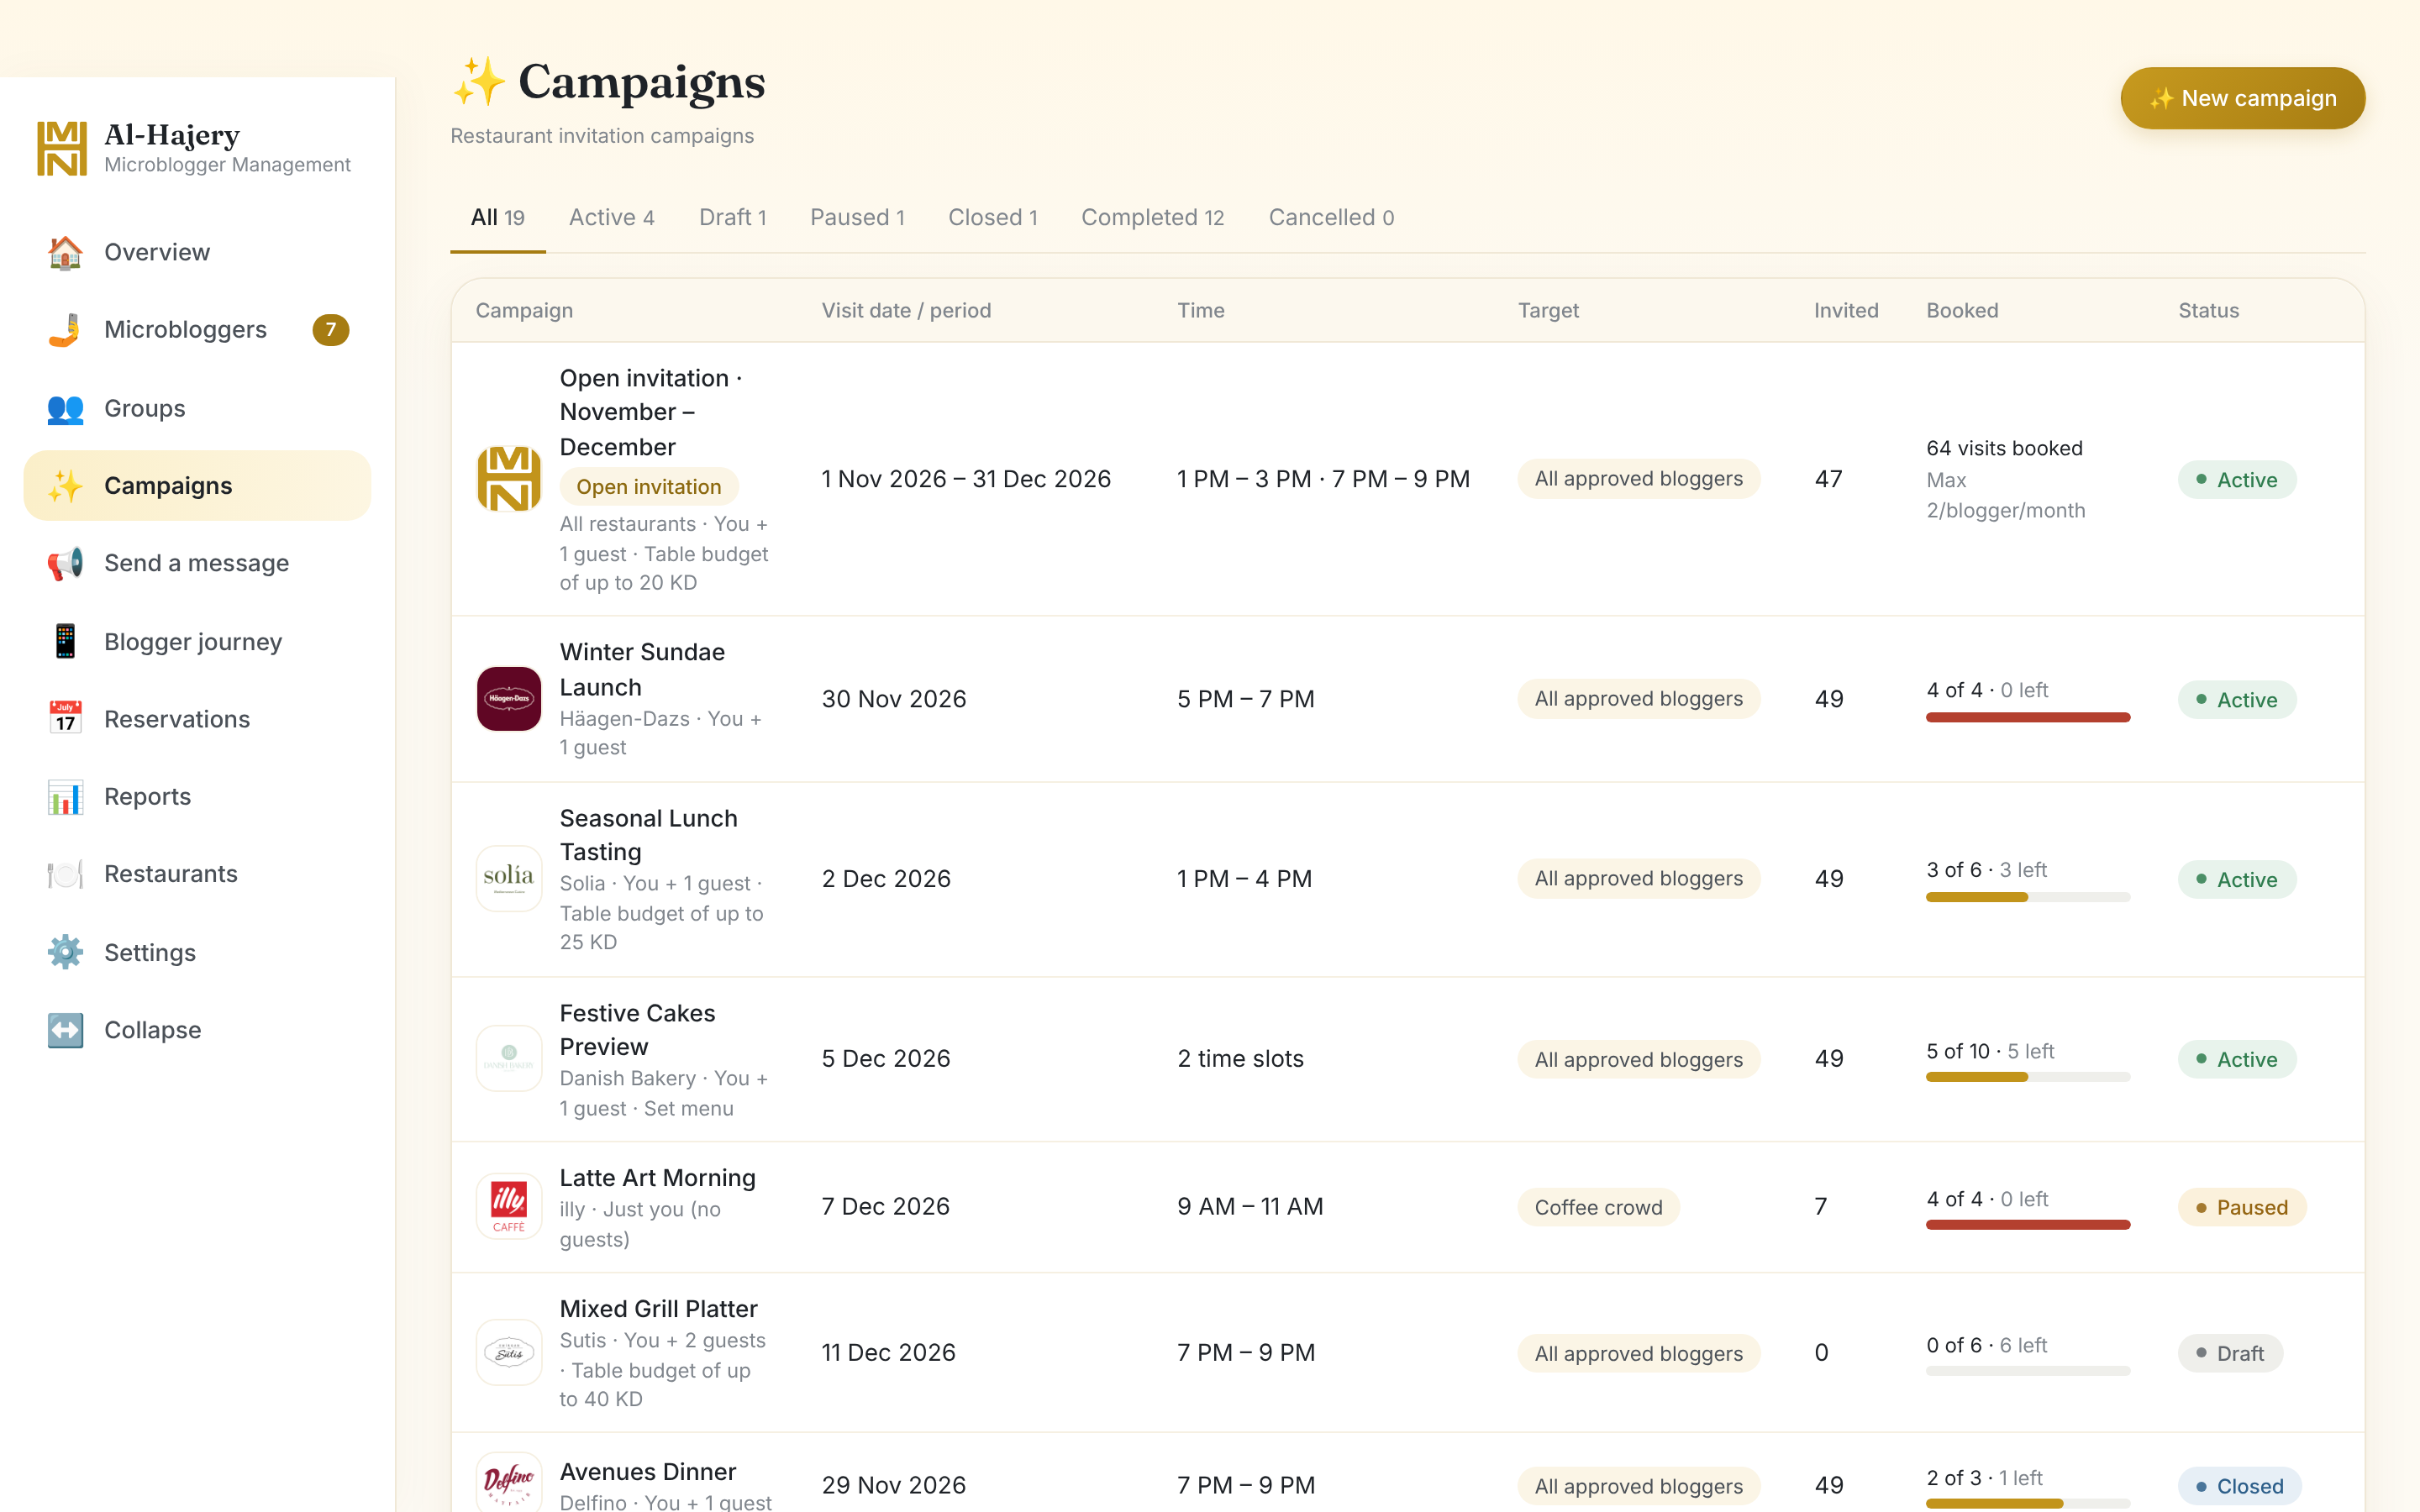 Al-Hajery
Microblogger Management
Overview
Microbloggers 7
Groups
Campaigns
Send a message
Blogger journey
July
17
Reservations
Reports
Restaurants
Settings
Collapse
Campaigns
Restaurant invitation campaigns
New campaign
All 19 Active 4 Draft 1 Paused 1 Closed 1 Completed 12 Cancelled 0
Campaign Visit date / period Time Target Invited Booked Status
Open invitation ·
November –
December
Open invitation
All restaurants · You +
1 guest · Table budget
of up to 20 KD
1 Nov 2026 – 31 Dec 2026
1 PM – 3 PM · 7 PM – 9 PM
All approved bloggers
47
64 visits booked
Max
2/blogger/month
Active
Häagen-Dazs
Winter Sundae
Launch
Häagen-Dazs · You +
1 guest
30 Nov 2026
5 PM – 7 PM
All approved bloggers
49
4 of 4 · 0 left
Active
solia
Seasonal Lunch
Tasting
Solia · You + 1 guest ·
Table budget of up to
25 KD
2 Dec 2026
1 PM – 4 PM
All approved bloggers
49
3 of 6 · 3 left
Active
DANISH BAKERY
Festive Cakes
Preview
Danish Bakery · You +
1 guest · Set menu
5 Dec 2026
2 time slots
All approved bloggers
49
5 of 10 · 5 left
Active
illy
CAFFÈ
Latte Art Morning
illy · Just you (no
guests)
7 Dec 2026
9 AM – 11 AM
Coffee crowd
7
4 of 4 · 0 left
Paused
Sutis
Mixed Grill Platter
Sutis · You + 2 guests
· Table budget of up
to 40 KD
11 Dec 2026
7 PM – 9 PM
All approved bloggers
0
0 of 6 · 6 left
Draft
Delfino
MAYFAIR
Avenues Dinner
Delfino · You + 1 guest
29 Nov 2026
7 PM – 9 PM
All approved bloggers
49
2 of 3 · 1 left
Closed